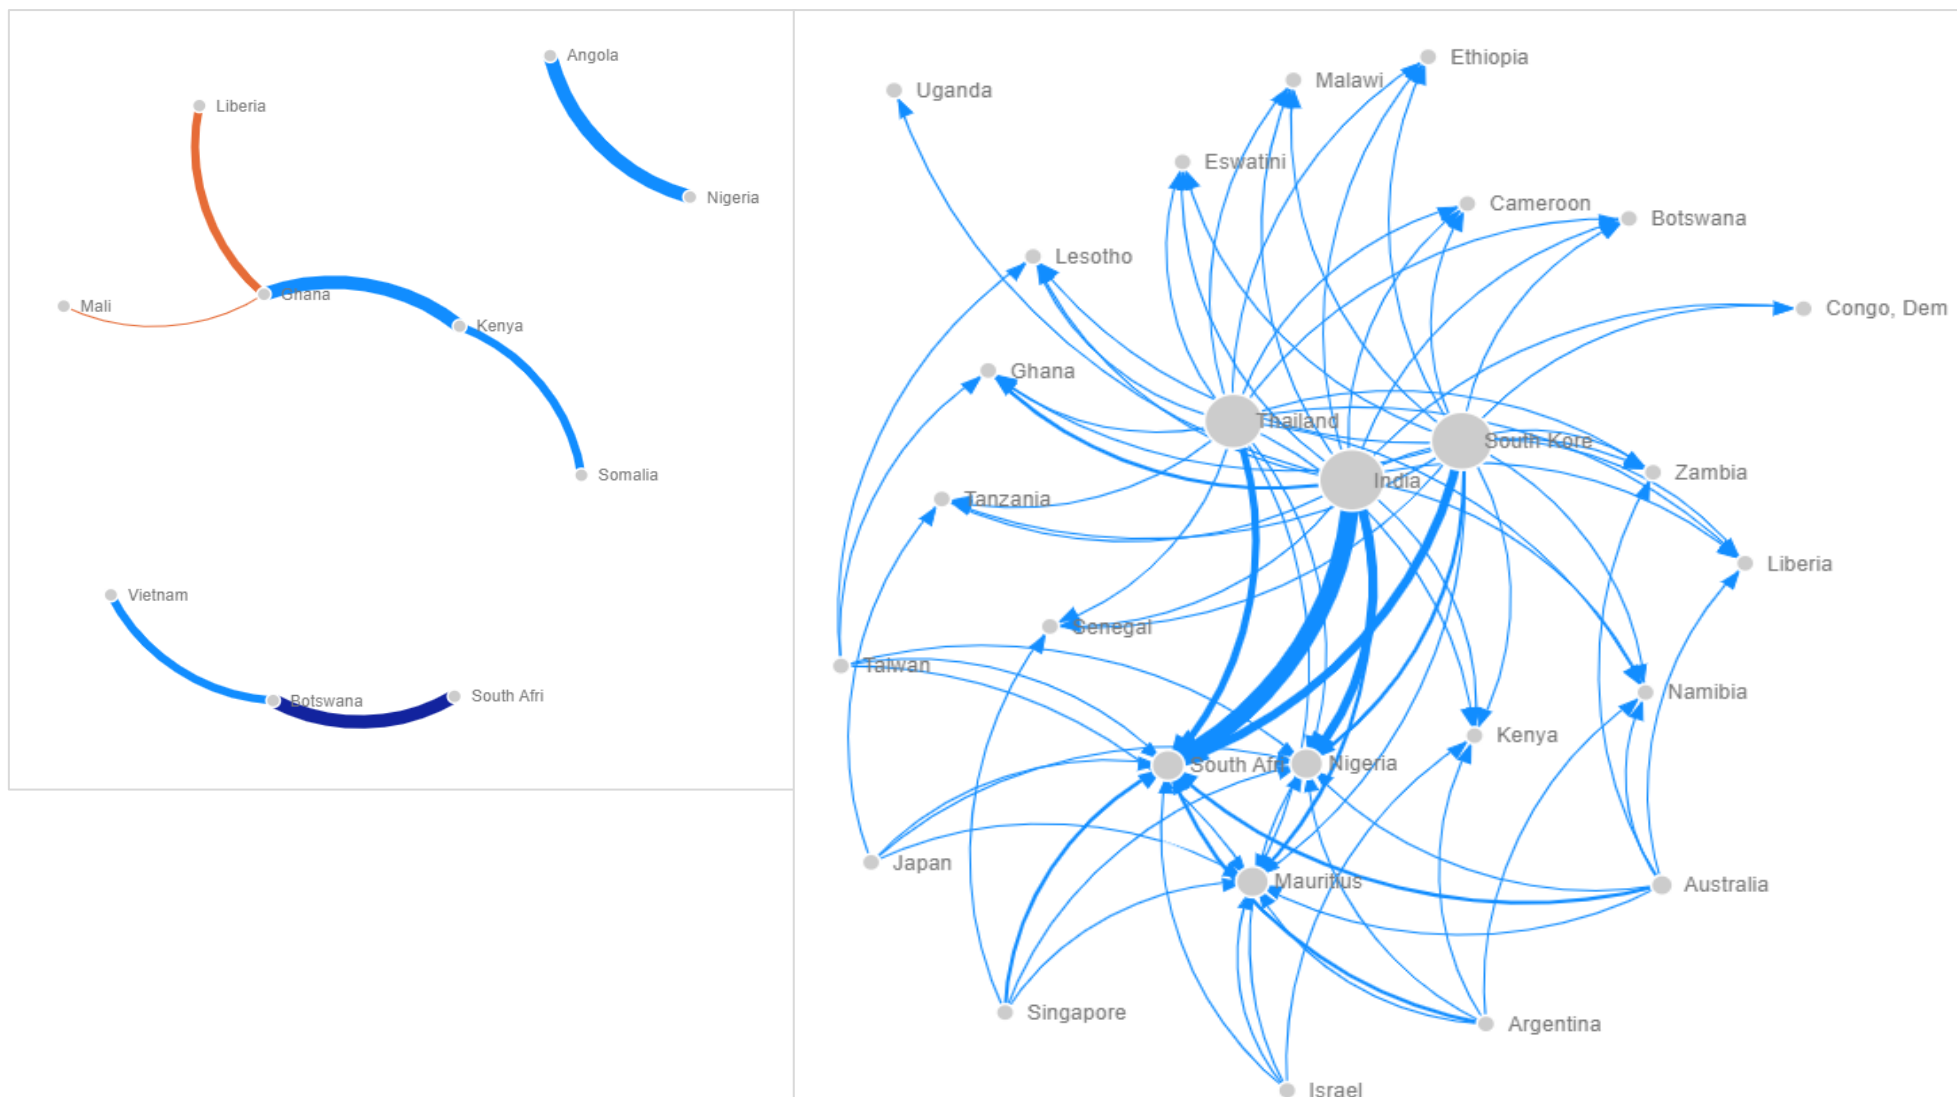 Angola
Liberia
Nigeria
Ghana
Mali
Kenya
Somalia
Vietnam
Botswana
South Afri
Ethiopia
Malawi
Uganda
Eswatini
Cameroon
Botswana
Lesotho
Congo, Dem
Ghana
Thailand
South Kore
India
Zambia
Tanzania
Liberia
Senegal
Taiwan
Namibia
Kenya
South Afri
Nigeria
Japan
Mauritius
Australia
Singapore
Argentina
Israel